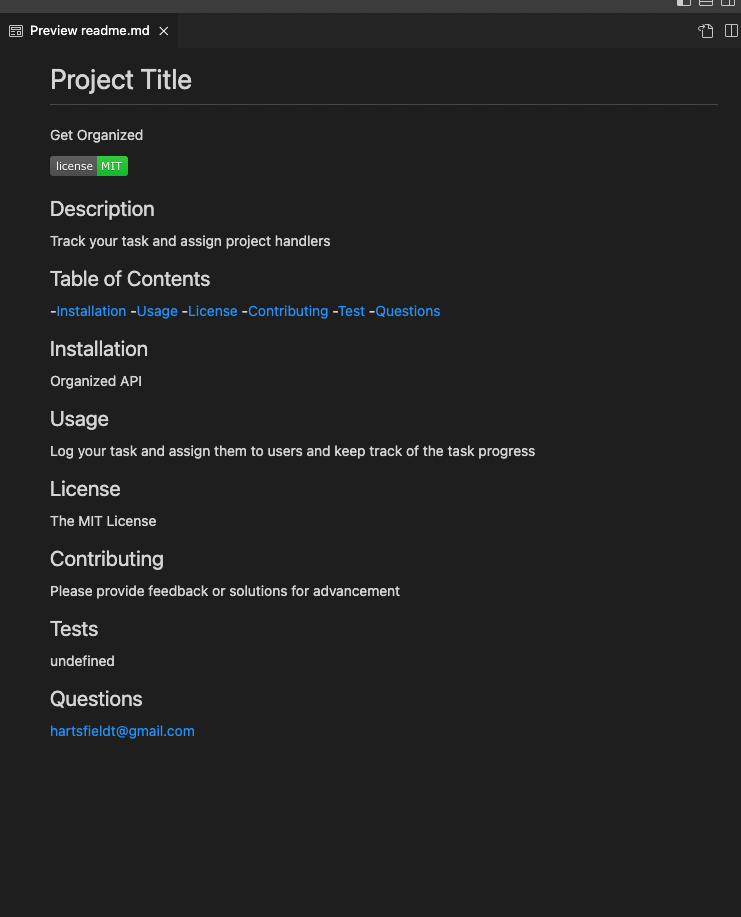 Preview readme.md
Project Title
Get Organized
license MIT
Description
Track your task and assign project handlers
Table of Contents
-Installation -Usage -License -Contributing -Test -Questions
Installation
Organized API
Usage
Log your task and assign them to users and keep track of the task progress
License
The MIT License
Contributing
Please provide feedback or solutions for advancement
Tests
undefined
Questions
hartsfieldt@gmail.com